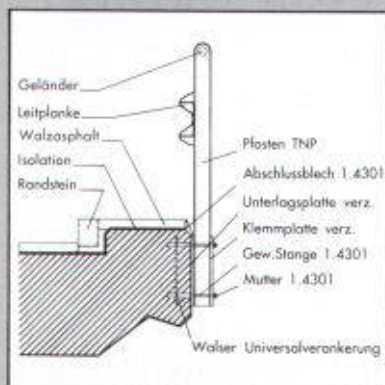 Geländer
Leitplanke
Walzasphalt
Isolation
Randstein
Pfosten TNP
Abschlussblech 1.4301
Unterlagsplatte verz.
Klemmplatte verz.
Gew.Stange 1.4301
Mutter 1.4301
Walser Universalverankerung